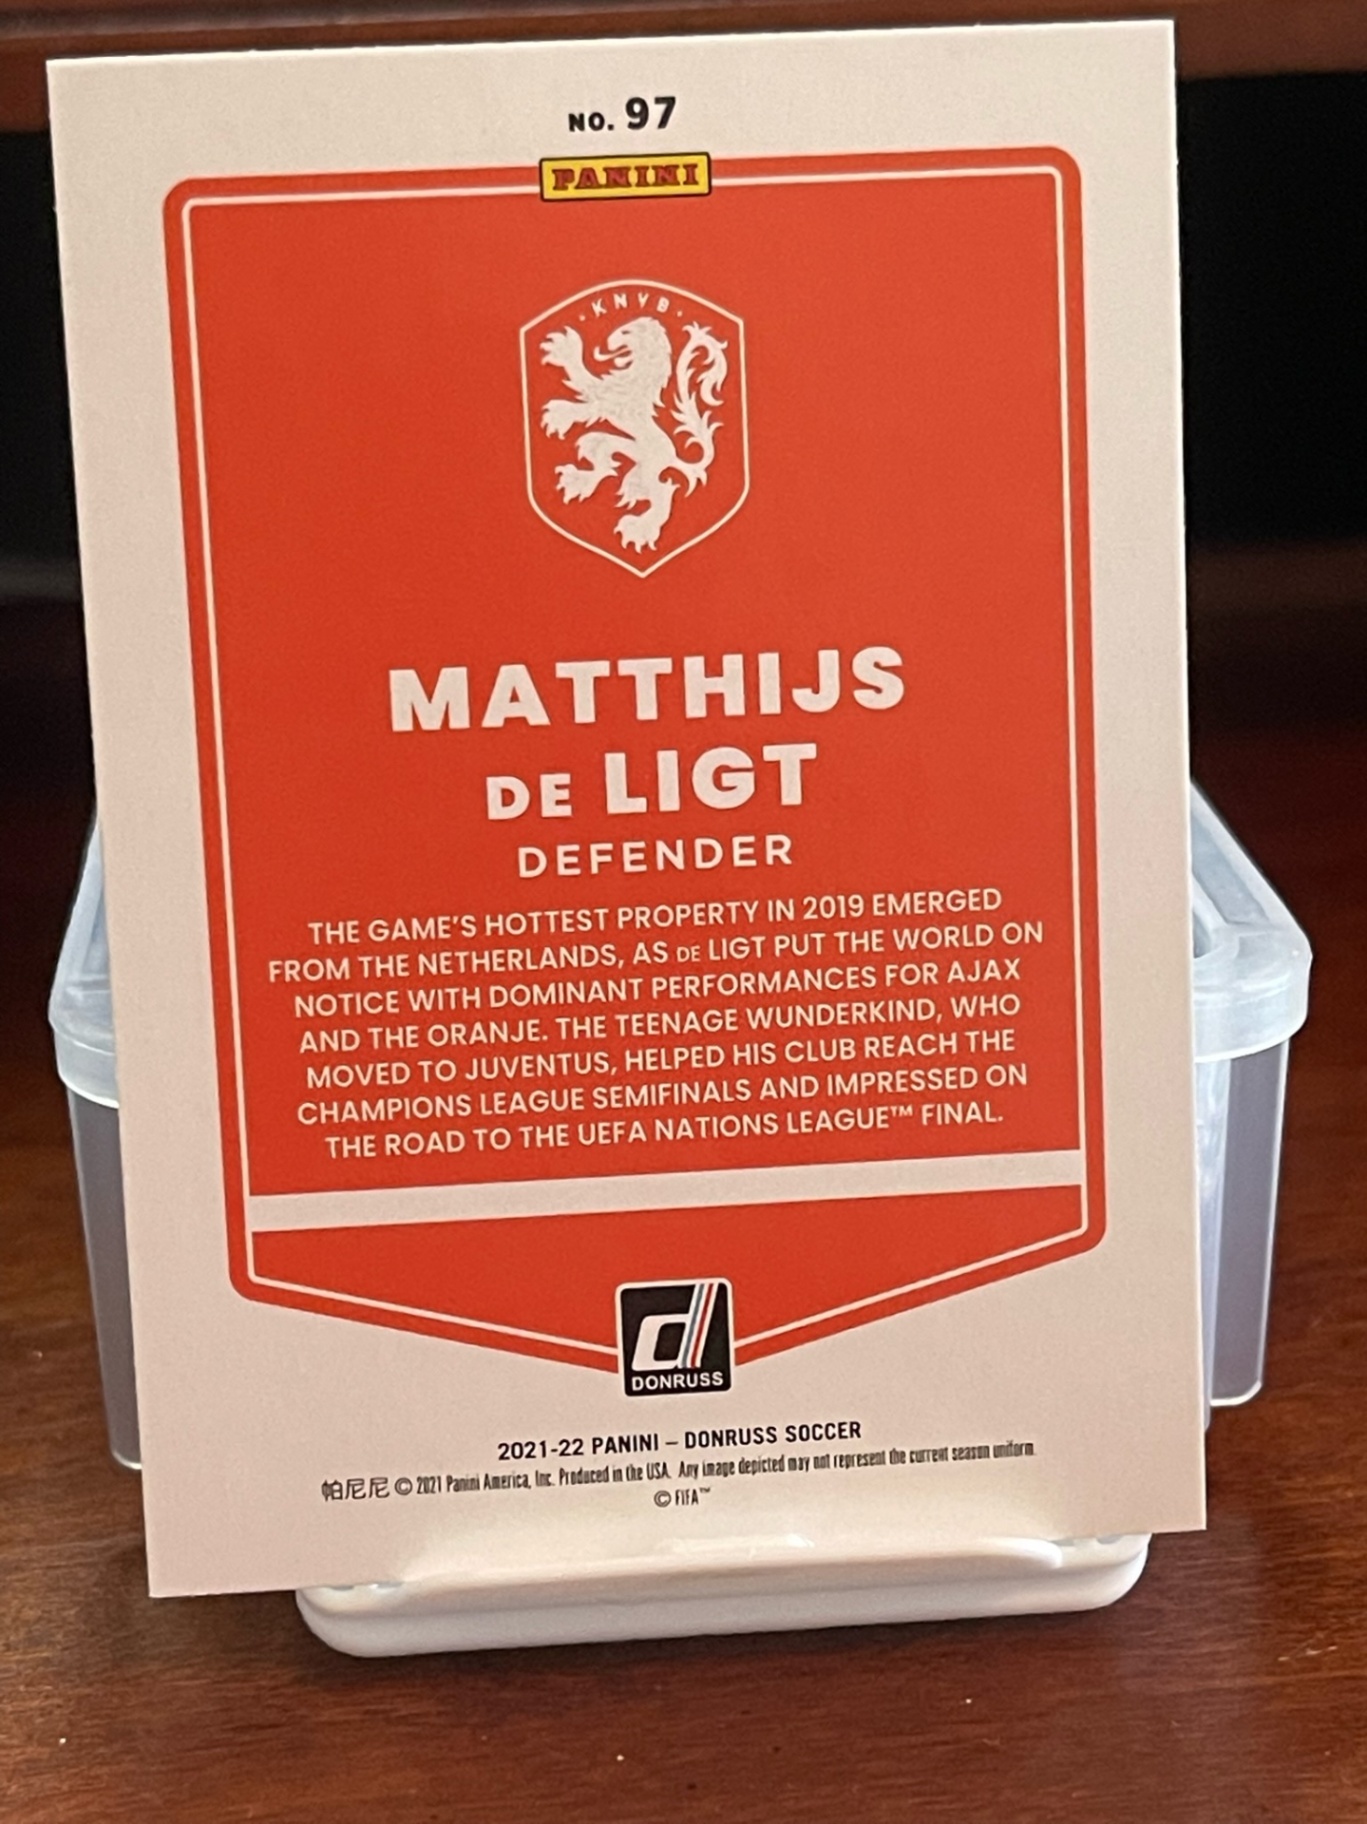 NO. 97
PANINI
KNVB
MATTHIJS
DE LIGT
DEFENDER
THE GAME'S HOTTEST PROPERTY IN 2019 EMERGED
FROM THE NETHERLANDS, AS DE LIGT PUT THE WORLD ON
NOTICE WITH DOMINANT PERFORMANCES FOR AJAX
AND THE ORANJE. THE TEENAGE WUNDERKIND, WHO
MOVED TO JUVENTUS, HELPED HIS CLUB REACH THE
CHAMPIONS LEAGUE SEMIFINALS AND IMPRESSED ON
THE ROAD TO THE UEFA NATIONS LEAGUE™ FINAL.
d
DONRUSS
2021-22 PANINI – DONRUSS SOCCER
帕尼尼 © 2021 Panini America, Inc. Produced in the USA. Any image depicted may not represent the current season uniform.
© FIFA™